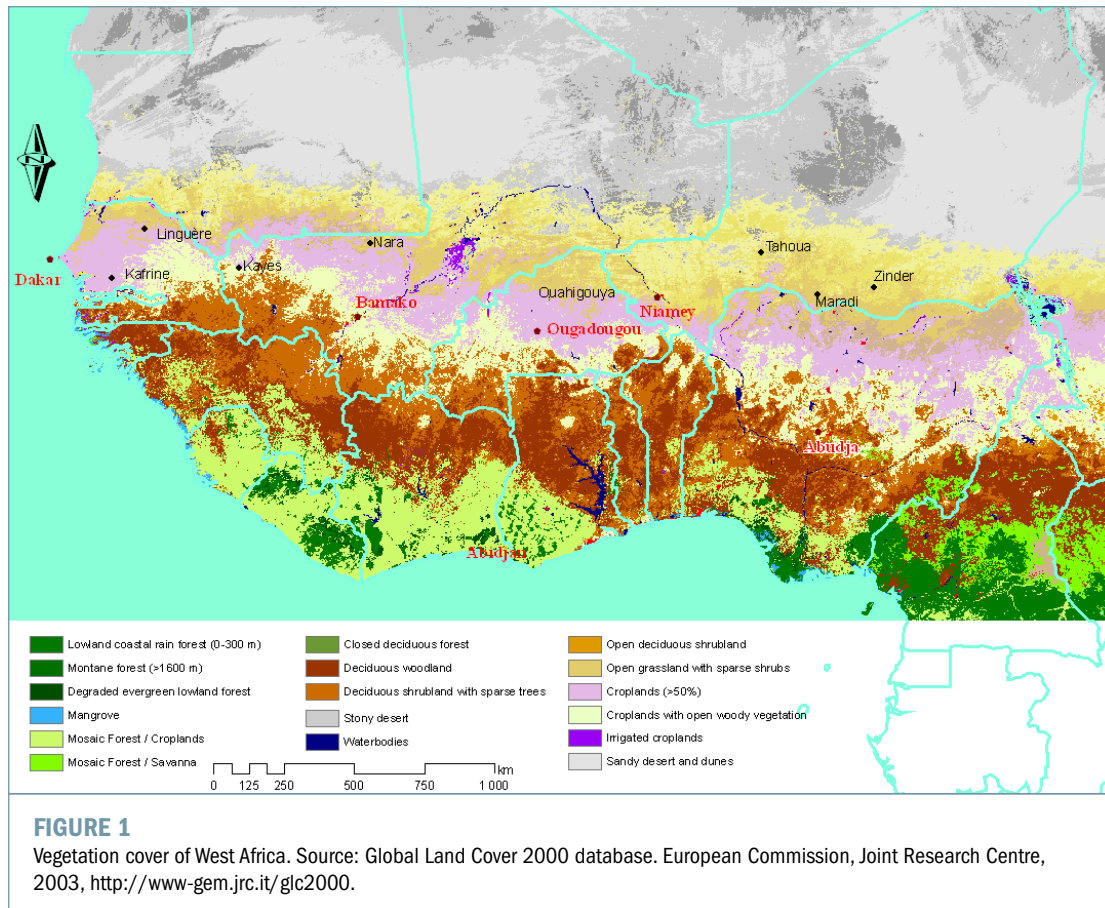 N
Linguère
Nara
Tahoua
Dakar
Kafrine
Kayes
Zinder
Ouahigouya
Niamey
Maradi
Bamako
Ougadougou
Abudja
Abidjan
Lowland coastal rain forest (0-300 m)
Montane forest (>1600 m)
Degraded evergreen lowland forest
Mangrove
Mosaic Forest / Croplands
Mosaic Forest / Savanna
Closed deciduous forest
Deciduous woodland
Deciduous shrubland with sparse trees
Stony desert
Waterbodies
Open deciduous shrubland
Open grassland with sparse shrubs
Croplands (>50%)
Croplands with open woody vegetation
Irrigated croplands
Sandy desert and dunes
km
0 125 250 500 750 1 000
FIGURE 1
Vegetation cover of West Africa. Source: Global Land Cover 2000 database. European Commission, Joint Research Centre,
2003, http://www-gem.jrc.it/glc2000.